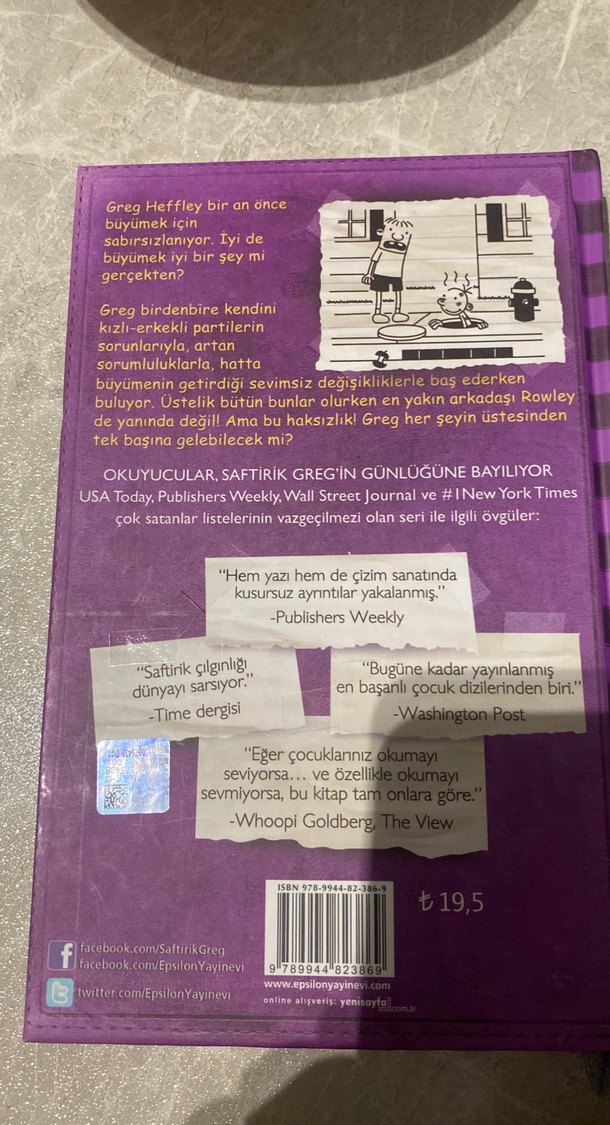 Greg Heffley bir an önce
büyümek için
sabırsızlanıyor. İyi de
büyümek iyi bir şey mi
gerçekten?
Greg birdenbire kendini
kızlı-erkekli partilerin
sorunlarıyla, artan
sorumluluklarla, hatta
büyümenin getirdiği sevimsiz değişikliklerle baş ederken
buluyor. Üstelik bütün bunlar olurken en yakın arkadaşı Rowley
de yanında değil! Ama bu haksızlık! Greg her şeyin üstesinden
tek başına gelebilecek mi?
OKUYUCULAR, SAFTİRİK GREG'İN GÜNLÜĞÜNE BAYILIYOR
USA Today, Publishers Weekly, Wall Street Journal ve #1New York Times
çok satanlar listelerinin vazgeçilmezi olan seri ile ilgili övgüler:
“Hem yazı hem de çizim sanatında
kusursuz ayrıntılar yakalanmış.”
-Publishers Weekly
“Saftirik çılgınlığı
dünyayı sarsıyor.”
-Time dergisi
“Bugüne kadar yayınlanmış
en başarılı çocuk dizilerinden biri.”
-Washington Post
“Eğer çocuklarınız okumayı
seviyorsa... ve özellikle okumayı
sevmiyorsa, bu kitap tam onlara göre.”
-Whoopi Goldberg, The View
ISBN 978-9944-82-386-9
9 789944 823869
₺ 19,5
www.epsilonyayinevi.com
online alışveriş: yenisayfa
.com.tr
f facebook.com/SaftirikGreg
facebook.com/EpsilonYayinevi
t twitter.com/EpsilonYayinevi